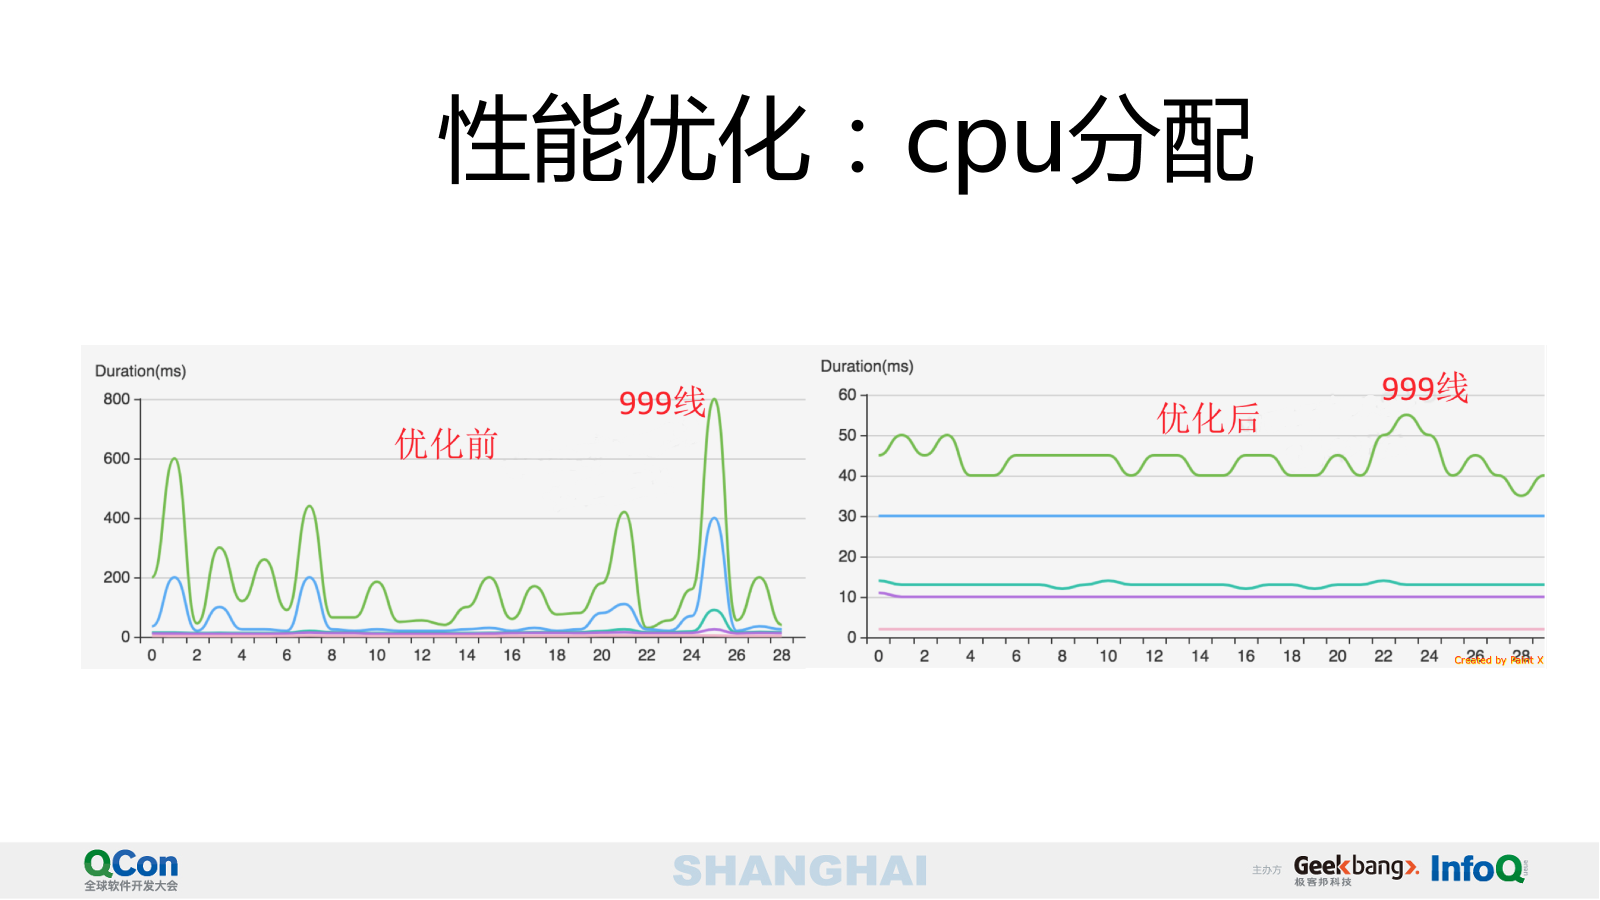 性能优化：cpu分配
Duration(ms)
800
600
400
200
0
0 2 4 6 8 10 12 14 16 18 20 22 24 26 28
优化前
999线
Duration(ms)
60
50
40
30
20
10
0
0 2 4 6 8 10 12 14 16 18 20 22 24 26 28
优化后
999线
Created by Paint X
QCon
全球软件开发大会
SHANGHAI
主办方
Geekbang>.
极客邦科技
InfoQ